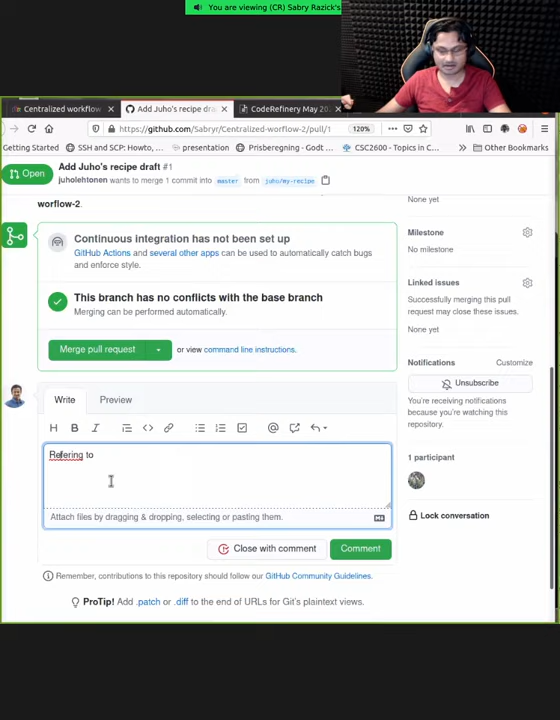 You are viewing (CR) Sabry Razick's
Centralized workflow
Add Juho's recipe dra
CodeRefinery May 20
https://github.com/Sabryr/Centralized-workflow-2/pull/1
120%
Getting Started
SSH and SCP: Howto, ...
presentation
Prisberegning - Godt ...
CSC2600 - Topics in C...
Other Bookmarks
Open
Add Juho's recipe draft #1
juholehtonen wants to merge 1 commit into master from juho/my-recipe
worflow-2.
None yet
Continuous integration has not been set up
GitHub Actions and several other apps can be used to automatically catch bugs
and enforce style.
This branch has no conflicts with the base branch
Merging can be performed automatically.
Merge pull request
or view command line instructions.
Milestone
No milestone
Linked issues
Successfully merging this pull
request may close these issues.
None yet
Notifications
Customize
Unsubscribe
You're receiving notifications
because you're watching this
repository.
1 participant
Lock conversation
Write
Preview
H B I
Refering to
Attach files by dragging & dropping, selecting or pasting them.
Close with comment
Comment
Remember, contributions to this repository should follow our GitHub Community Guidelines.
ProTip! Add .patch or .diff to the end of URLs for Git's plaintext views.